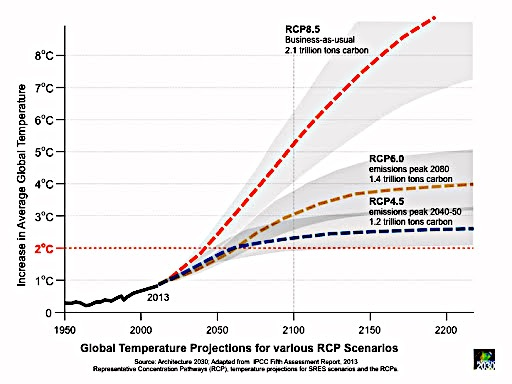 RCP8.5
Business-as-usual
2.1 trillion tons carbon
8°C
7°C
6°C
5°C
4°C
3°C
2°C
1°C
0
Increase in Average Global Temperature
RCP6.0
emissions peak 2080
1.4 trillion tons carbon
RCP4.5
emissions peak 2040-50
1.2 trillion tons carbon
2013
1950 2000 2050 2100 2150 2200
Global Temperature Projections for various RCP Scenarios
Source: Architecture 2030; Adapted from IPCC Fifth Assessment Report, 2013
Representative Concentration Pathways (RCP), temperature projections for SRES scenarios and the RCPs.
2030